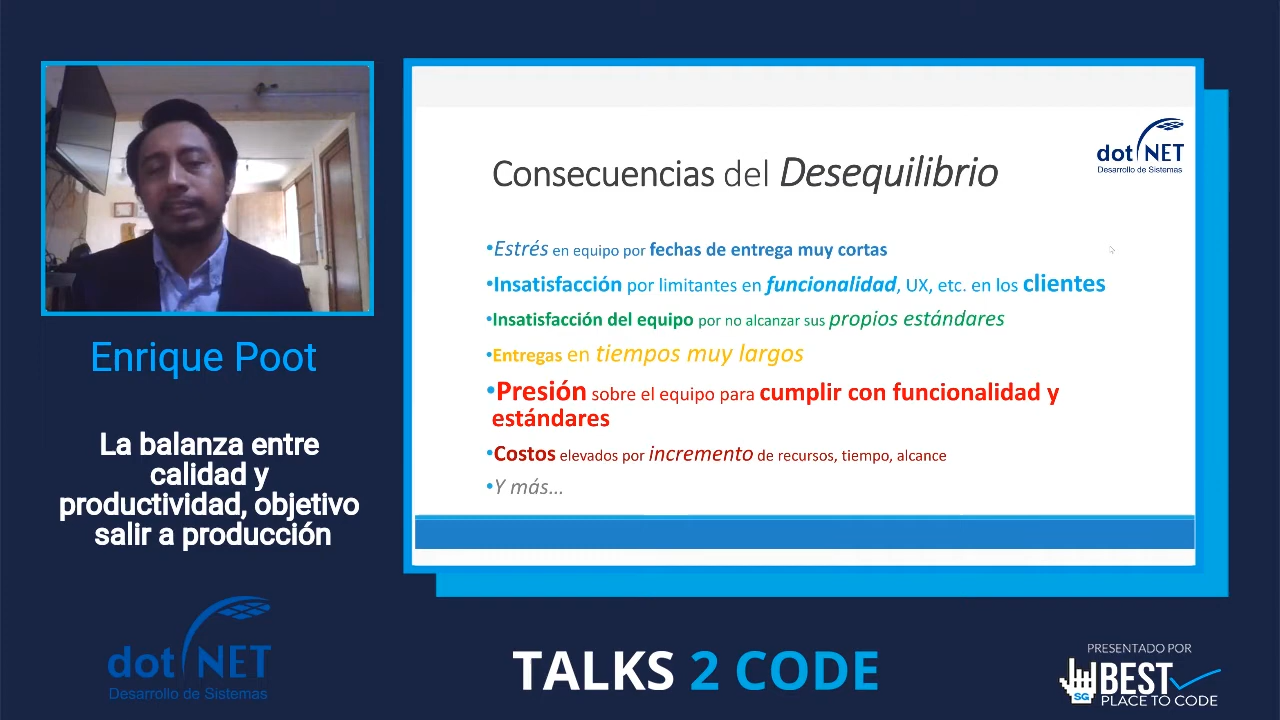 Enrique Poot
La balanza entre
calidad y
productividad, objetivo
salir a producción
dot NET
Desarrollo de Sistemas
dot NET
Desarrollo de Sistemas
Consecuencias del Desequilibrio
•Estrés en equipo por fechas de entrega muy cortas
•Insatisfacción por limitantes en funcionalidad, UX, etc. en los clientes
•Insatisfacción del equipo por no alcanzar sus propios estándares
•Entregas en tiempos muy largos
•Presión sobre el equipo para cumplir con funcionalidad y
estándares
•Costos elevados por incremento de recursos, tiempo, alcance
•Y más...
TALKS 2 CODE
PRESENTADO POR
SG
BEST
PLACE TO CODE